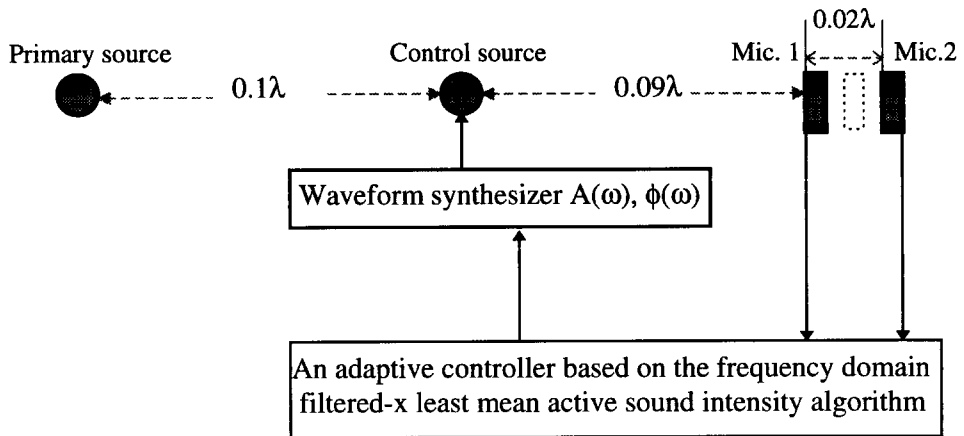 0.02λ
Primary source
Control source
Mic. 1
Mic.2
0.1λ
0.09λ
Waveform synthesizer A(ω), ϕ(ω)
An adaptive controller based on the frequency domain
filtered-x least mean active sound intensity algorithm